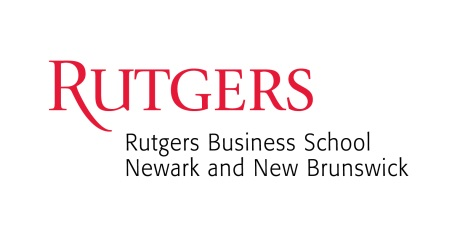 RUTGERS
Rutgers Business School
Newark and New Brunswick